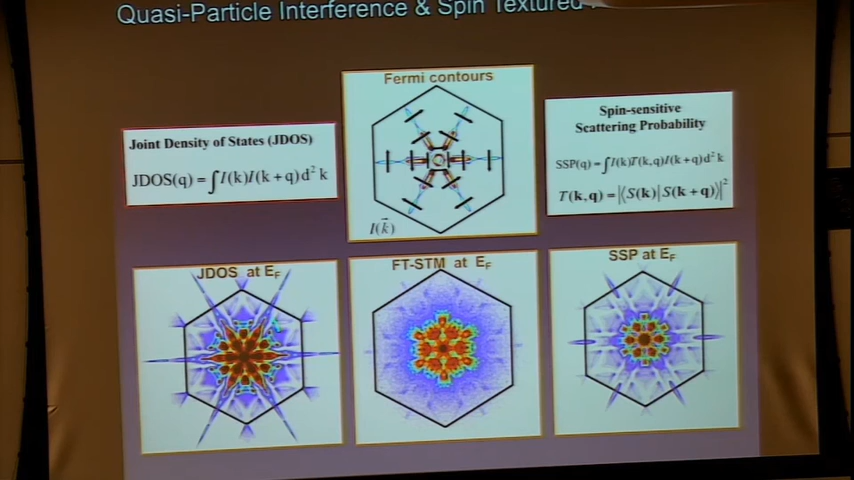 Quasi-Particle Interference & Spin Textured
Fermi contours
I(k⃗)
Joint Density of States (JDOS)
JDOS(q) = ∫I(k)I(k + q)d² k
Spin-sensitive
Scattering Probability
SSP(q) = ∫I(k)T(k,q)I(k + q)d² k
T(k,q) = |⟨S(k)|S(k + q)⟩|²
JDOS at E_F
FT-STM at E_F
SSP at E_F